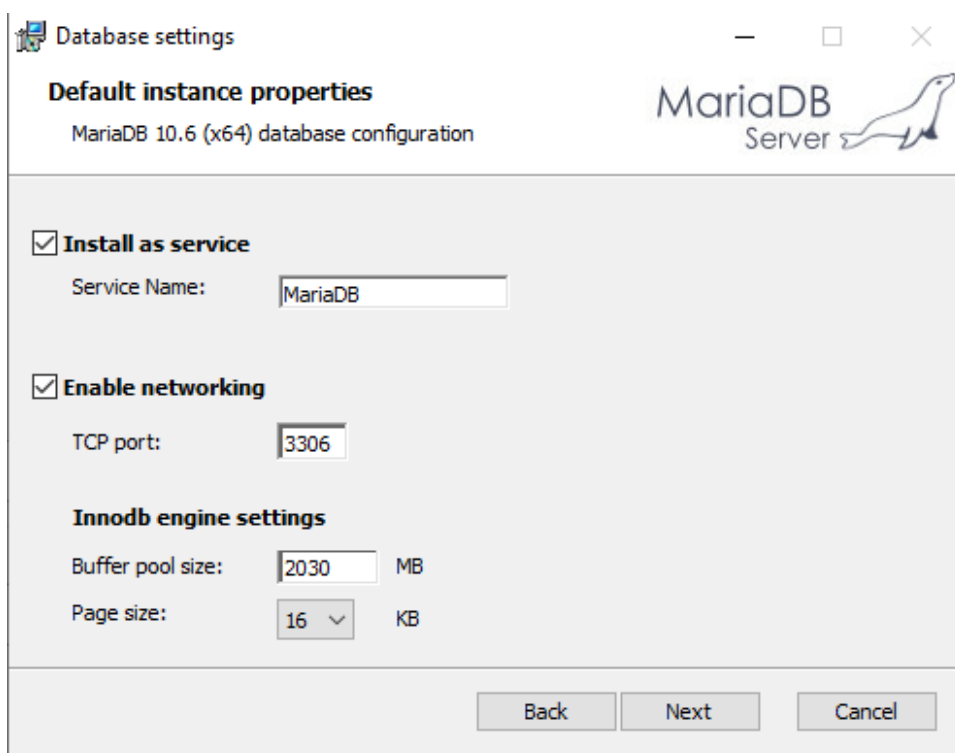 Database settings
Default instance properties
MariaDB 10.6 (x64) database configuration
MariaDB
Server
Install as service
Service Name: MariaDB
Enable networking
TCP port: 3306
Innodb engine settings
Buffer pool size: 2030 MB
Page size: 16 KB
Back Next Cancel